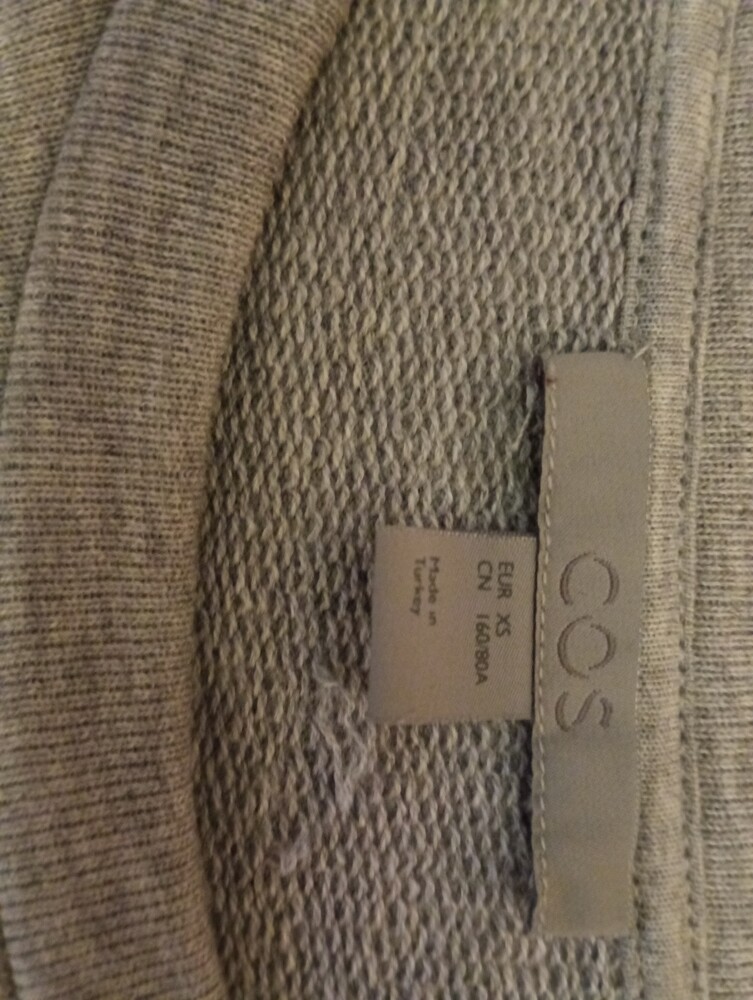 COS
EUR XS
CN 160/80A
Made in
Turkey